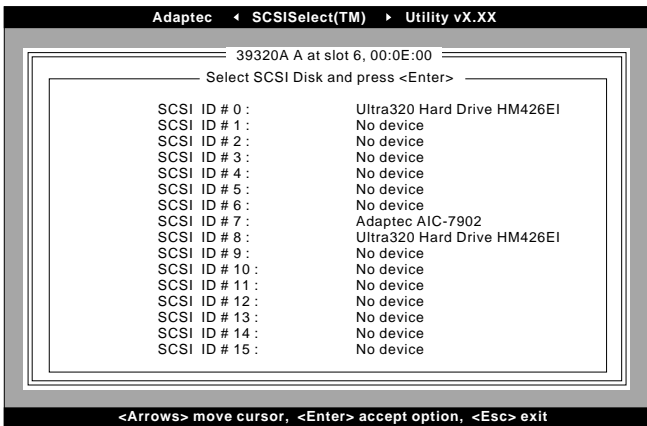 Adaptec ◂ SCSISelect(TM) ▸ Utility vX.XX
39320A A at slot 6, 00:0E:00
Select SCSI Disk and press <Enter>
SCSI ID # 0 : Ultra320 Hard Drive HM426EI
SCSI ID # 1 : No device
SCSI ID # 2 : No device
SCSI ID # 3 : No device
SCSI ID # 4 : No device
SCSI ID # 5 : No device
SCSI ID # 6 : No device
SCSI ID # 7 : Adaptec AIC-7902
SCSI ID # 8 : Ultra320 Hard Drive HM426EI
SCSI ID # 9 : No device
SCSI ID # 10 : No device
SCSI ID # 11 : No device
SCSI ID # 12 : No device
SCSI ID # 13 : No device
SCSI ID # 14 : No device
SCSI ID # 15 : No device
<Arrows> move cursor, <Enter> accept option, <Esc> exit